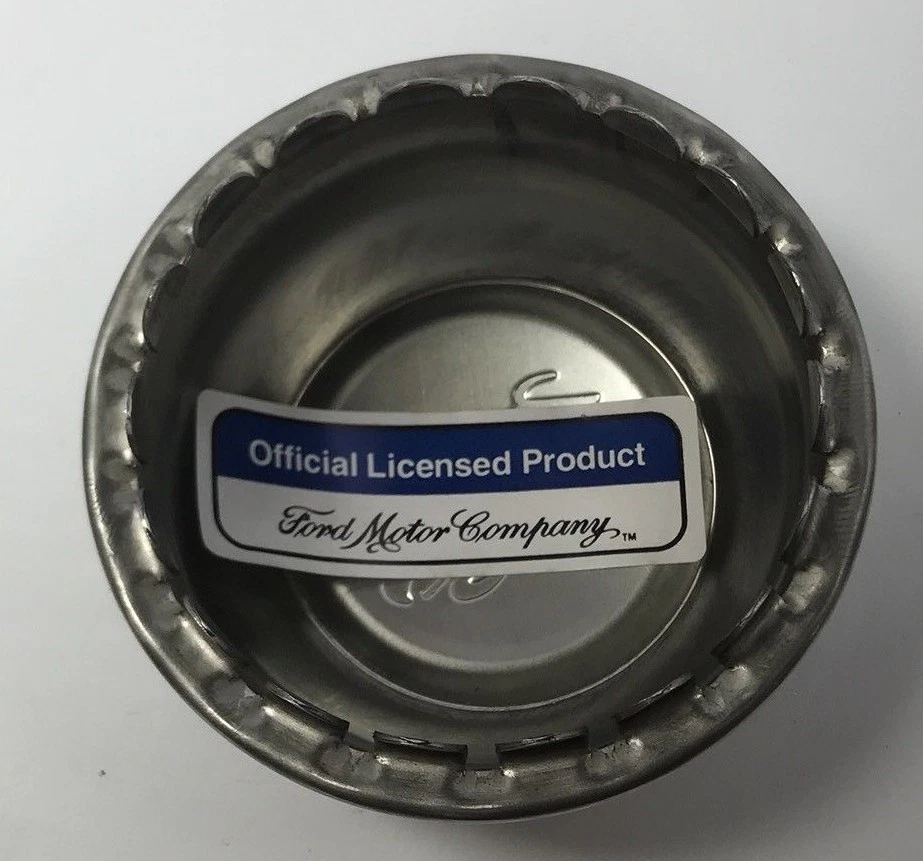 Official Licensed Product
Ford Motor Company™